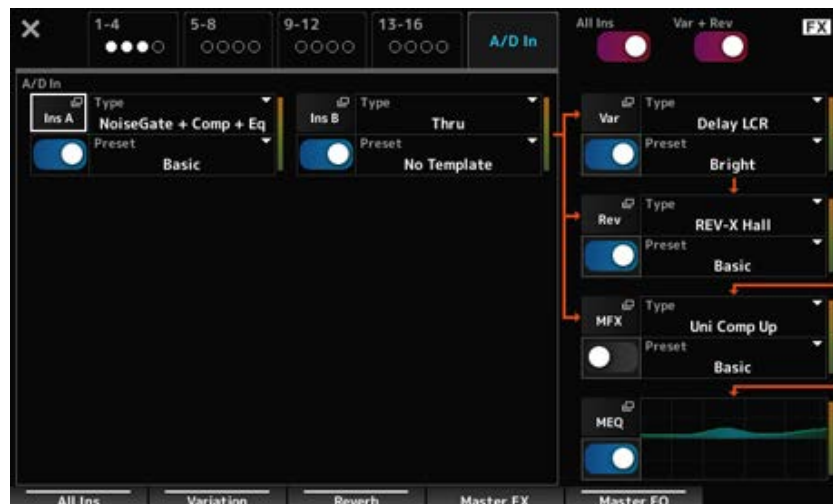 1-4 5-8 9-12 13-16 A/D In All Ins Var + Rev FX
A/D In
Ins A Type NoiseGate + Comp + Eq
Preset Basic
Ins B Type Thru
Preset No Template
Var Type Delay LCR
Preset Bright
Rev Type REV-X Hall
Preset Basic
MFX Type Uni Comp Up
Preset Basic
MEQ
All Ins Variation Reverb Master FX Master EQ